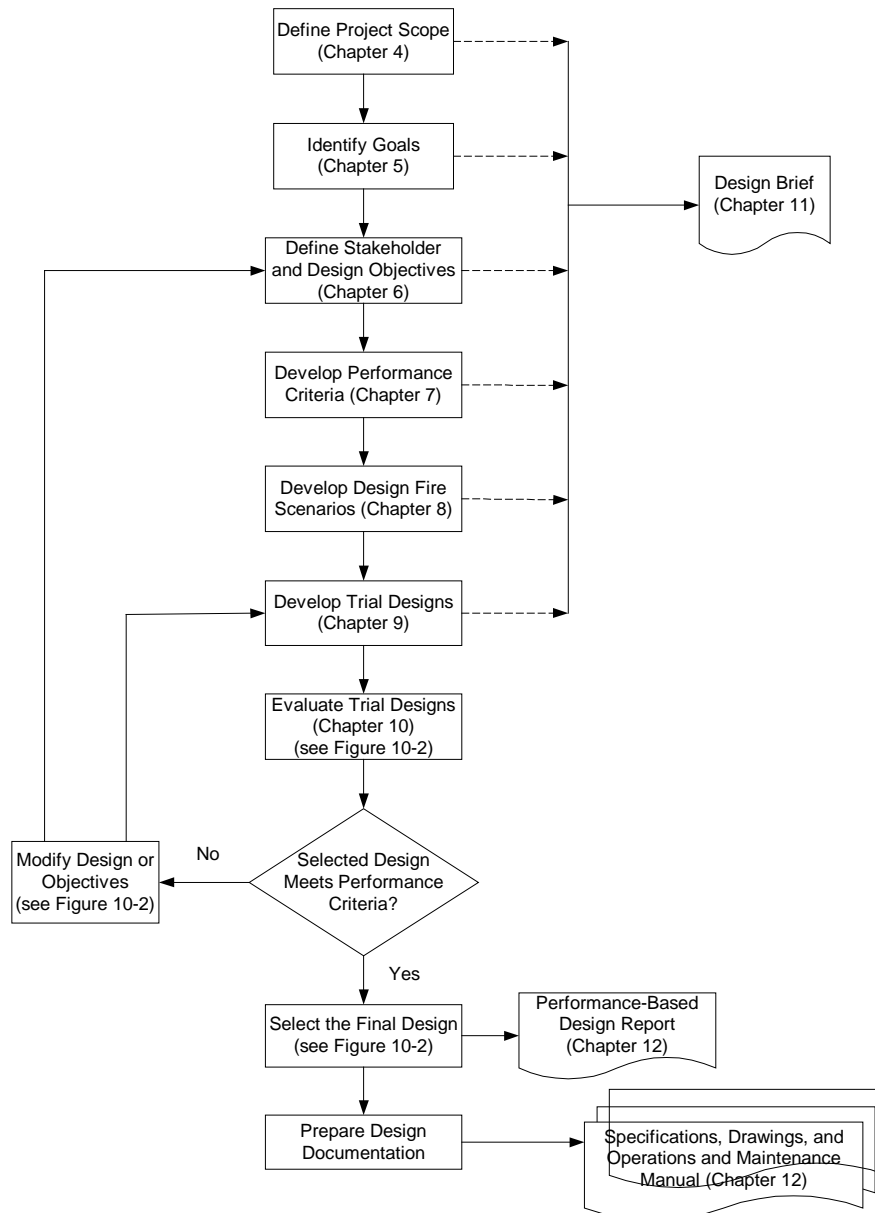 Define Project Scope
(Chapter 4)
Identify Goals
(Chapter 5)
Design Brief
(Chapter 11)
Define Stakeholder
and Design Objectives
(Chapter 6)
Develop Performance
Criteria (Chapter 7)
Develop Design Fire
Scenarios (Chapter 8)
Develop Trial Designs
(Chapter 9)
Evaluate Trial Designs
(Chapter 10)
(see Figure 10-2)
Selected Design
Meets Performance
Criteria?
No
Modify Design or
Objectives
(see Figure 10-2)
Yes
Select the Final Design
(see Figure 10-2)
Performance-Based
Design Report
(Chapter 12)
Prepare Design
Documentation
Specifications, Drawings, and
Operations and Maintenance
Manual (Chapter 12)